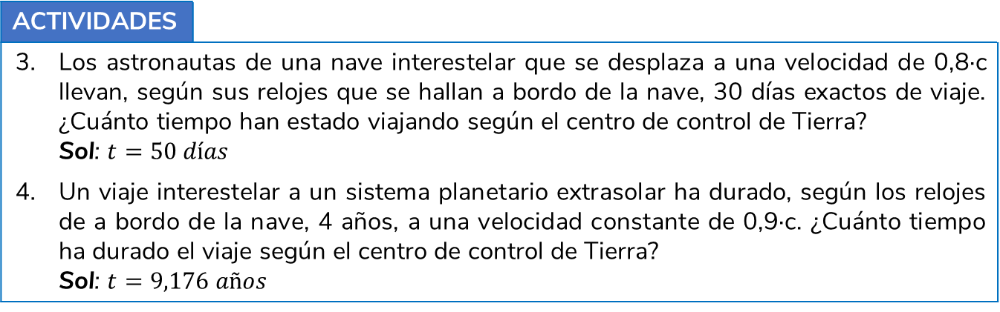 ACTIVIDADES
3. Los astronautas de una nave interestelar que se desplaza a una velocidad de 0,8·c
llevan, según sus relojes que se hallan a bordo de la nave, 30 días exactos de viaje.
¿Cuánto tiempo han estado viajando según el centro de control de Tierra?
Sol: t = 50 días
4. Un viaje interestelar a un sistema planetario extrasolar ha durado, según los relojes
de a bordo de la nave, 4 años, a una velocidad constante de 0,9·c. ¿Cuánto tiempo
ha durado el viaje según el centro de control de Tierra?
Sol: t = 9,176 años